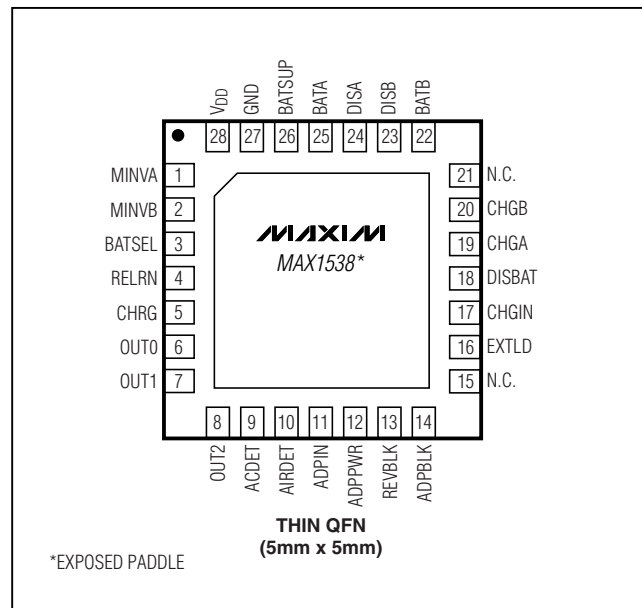 VDD
GND
BATSUP
BATA
DISA
DISB
BATB
28 27 26 25 24 23 22
MINVA 1
MINVB 2
BATSEL 3
RELRN 4
CHRG 5
OUT0 6
OUT1 7
MAXIM
MAX1538*
21 N.C.
20 CHGB
19 CHGA
18 DISBAT
17 CHGIN
16 EXTLD
15 N.C.
8 9 10 11 12 13 14
OUT2
ACDET
AIRDET
ADPIN
ADPPWR
REVBLK
ADPBLK
THIN QFN
(5mm x 5mm)
*EXPOSED PADDLE